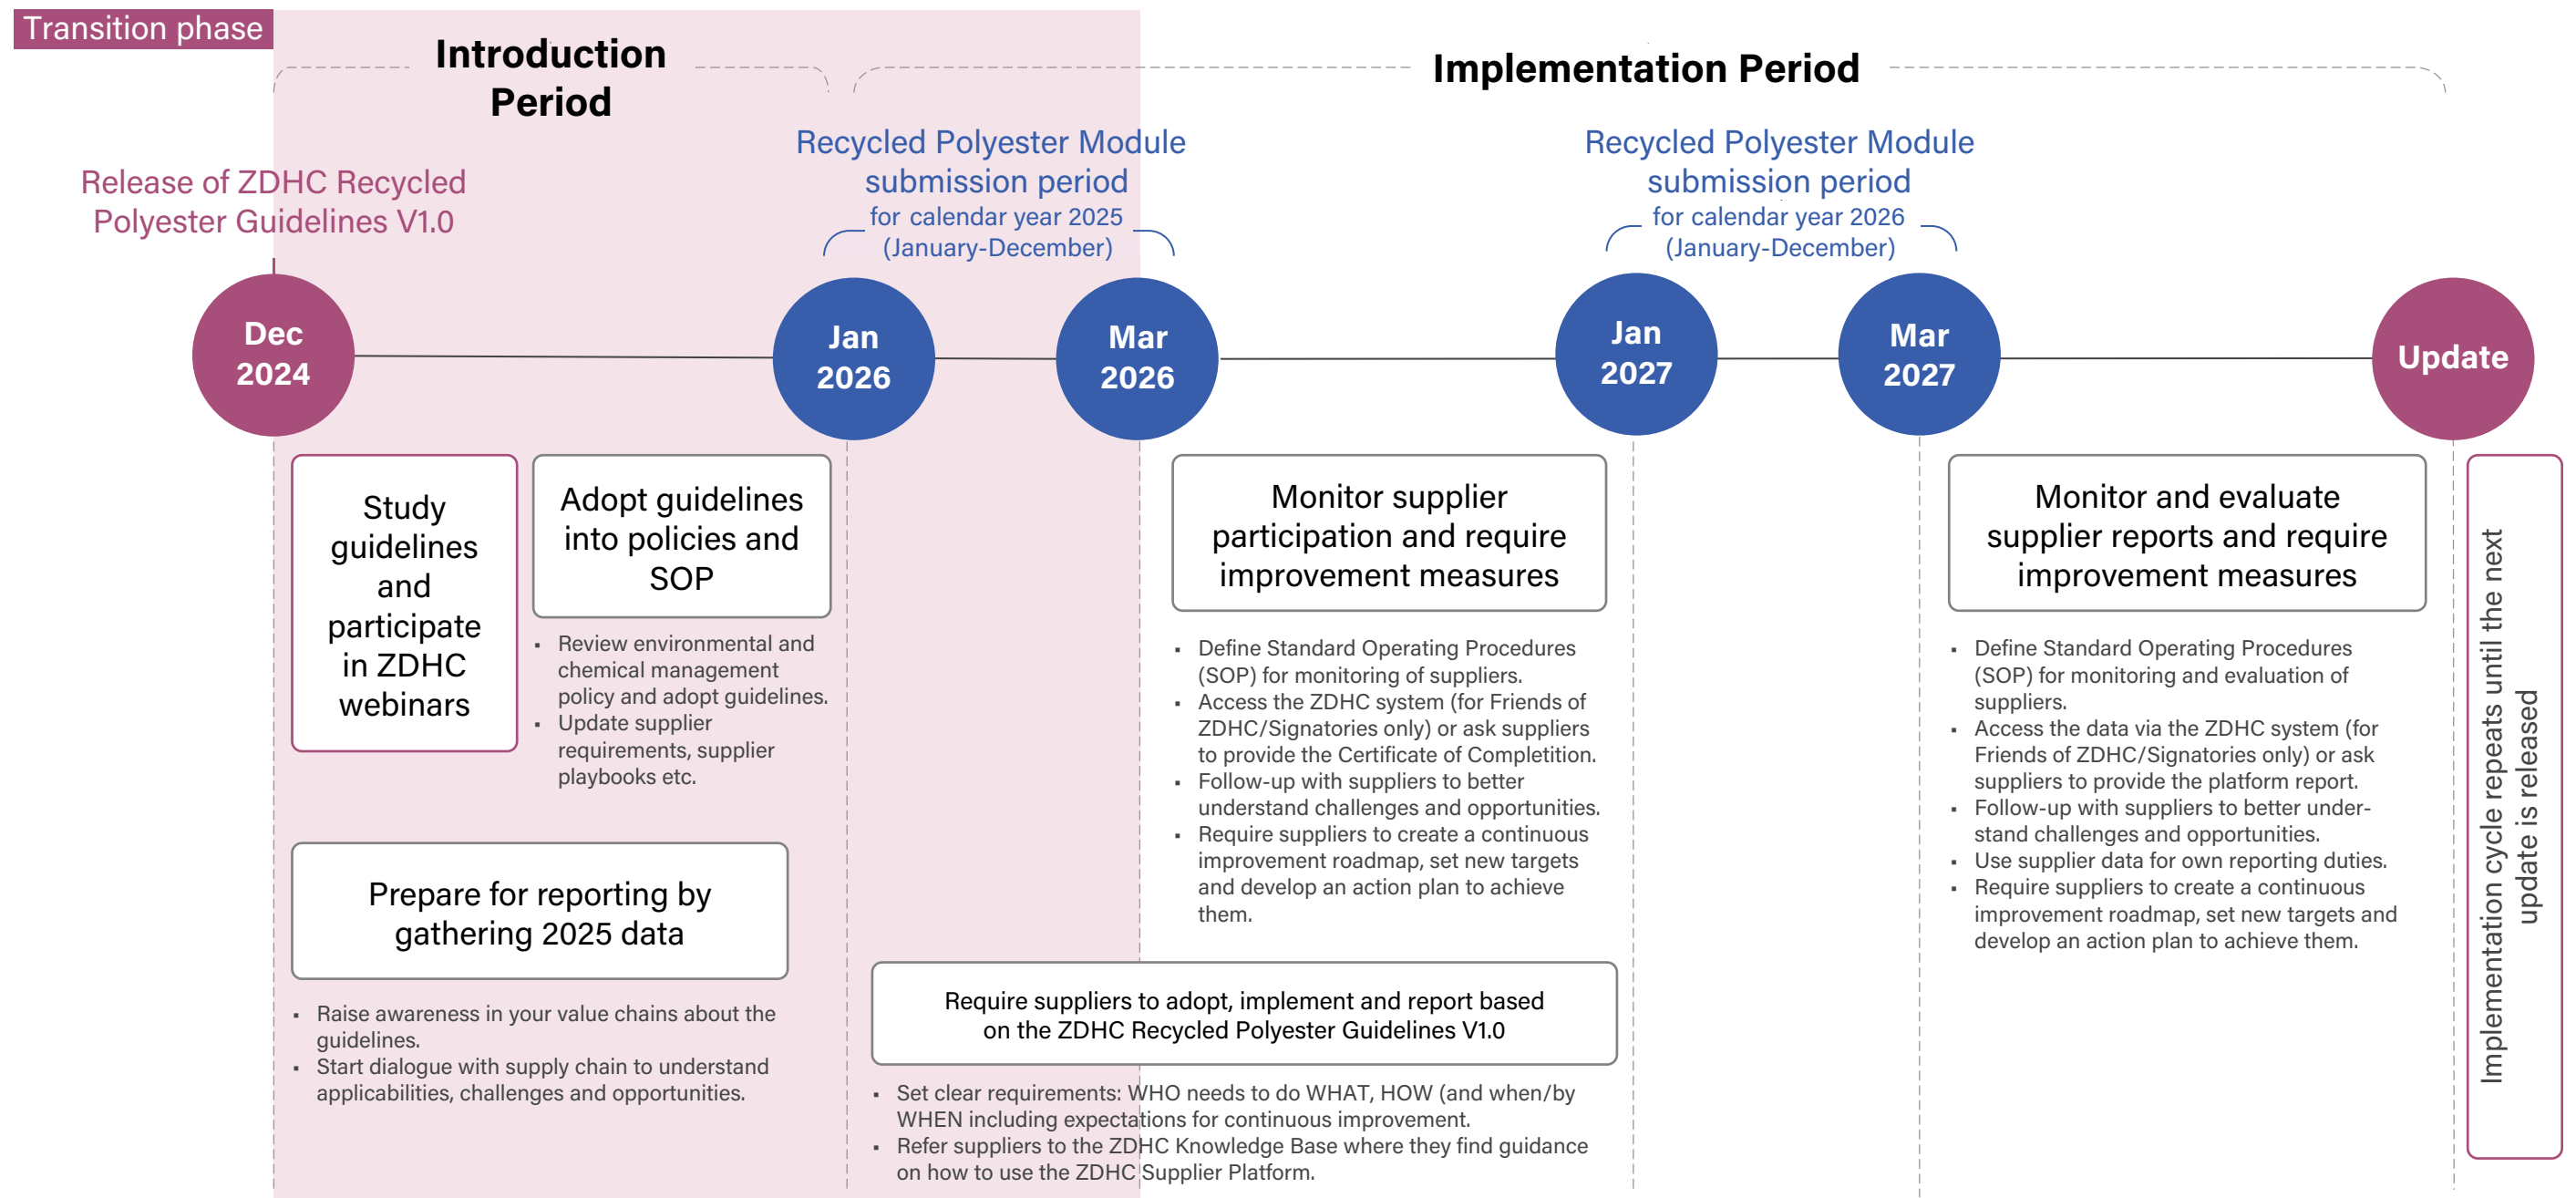 Transition phase
Introduction
Period
Implementation Period
Release of ZDHC Recycled
Polyester Guidelines V1.0
Recycled Polyester Module
submission period
for calendar year 2025
(January-December)
Recycled Polyester Module
submission period
for calendar year 2026
(January-December)
Dec
2024
Jan
2026
Mar
2026
Jan
2027
Mar
2027
Update
Study
guidelines
and
participate
in ZDHC
webinars
Adopt guidelines
into policies and
SOP
▪ Review environmental and
chemical management
policy and adopt guidelines.
▪ Update supplier
requirements, supplier
playbooks etc.
Prepare for reporting by
gathering 2025 data
▪ Raise awareness in your value chains about the
guidelines.
▪ Start dialogue with supply chain to understand
applicabilities, challenges and opportunities.
Monitor supplier
participation and require
improvement measures
▪ Define Standard Operating Procedures
(SOP) for monitoring of suppliers.
▪ Access the ZDHC system (for Friends of
ZDHC/Signatories only) or ask suppliers
to provide the Certificate of Completition.
▪ Follow-up with suppliers to better
understand challenges and opportunities.
▪ Require suppliers to create a continuous
improvement roadmap, set new targets
and develop an action plan to achieve
them.
Require suppliers to adopt, implement and report based
on the ZDHC Recycled Polyester Guidelines V1.0
▪ Set clear requirements: WHO needs to do WHAT, HOW (and when/by
WHEN including expectations for continuous improvement.
▪ Refer suppliers to the ZDHC Knowledge Base where they find guidance
on how to use the ZDHC Supplier Platform.
Monitor and evaluate
supplier reports and require
improvement measures
▪ Define Standard Operating Procedures
(SOP) for monitoring and evaluation of
suppliers.
▪ Access the data via the ZDHC system (for
Friends of ZDHC/Signatories only) or ask
suppliers to provide the platform report.
▪ Follow-up with suppliers to better under-
stand challenges and opportunities.
▪ Use supplier data for own reporting duties.
▪ Require suppliers to create a continuous
improvement roadmap, set new targets and
develop an action plan to achieve them.
Implementation cycle repeats until the next
update is released